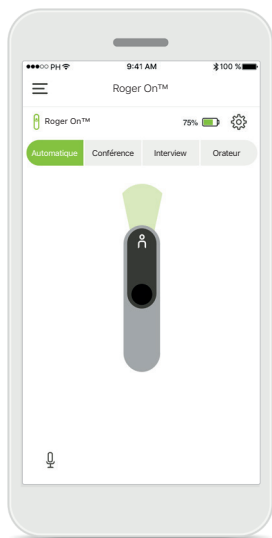 PH 9:41 AM 100 %
Roger On™
Roger On™ 75%
Automatique Conférence Interview Orateur